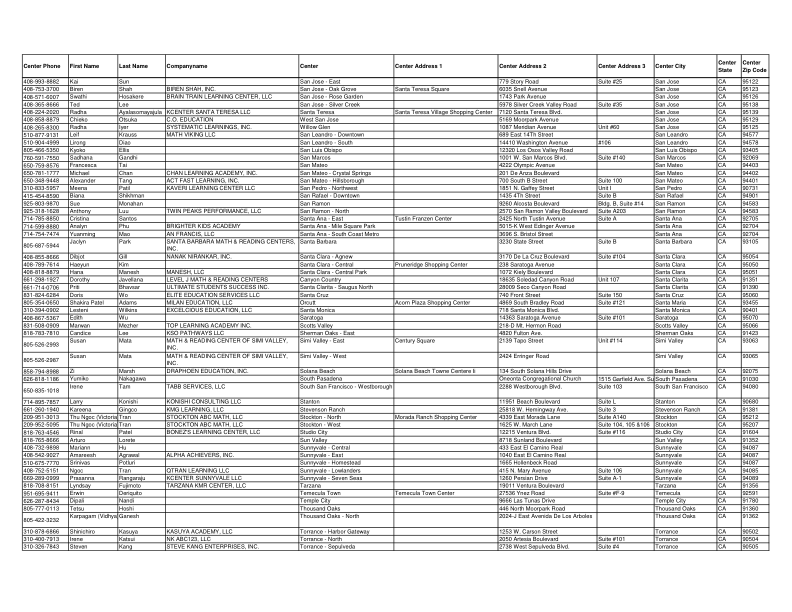 Center Phone First Name Last Name Companyname Center Center Address 1 Center Address 2 Center Address 3 Center City Center State Center Zip Code
408-993-8882 Kai Sun San Jose - East 779 Story Road Suite #25 San Jose CA 95122
408-753-3700 Biren Shah BIREN SHAH, INC. San Jose - Oak Grove Santa Teresa Square 6035 Snell Avenue San Jose CA 95123
408-571-6007 Swathi Hosakere BRAIN TRAIN LEARNING CENTER, LLC San Jose - Rose Garden 1743 Park Avenue San Jose CA 95126
408-365-8666 Ted Lee San Jose - Silver Creek 5978 Silver Creek Valley Road Suite #35 San Jose CA 95138
408-224-2020 Radha Ayalasomayajula KCENTER SANTA TERESA LLC Santa Teresa Santa Teresa Village Shopping Center 7120 Santa Teresa Blvd. San Jose CA 95139
408-858-8879 Chieko Otsuka C.O. EDUCATION West San Jose 5169 Moorpark Avenue San Jose CA 95129
408-265-8300 Radha Iyer SYSTEMATIC LEARNINGS, INC. Willow Glen 1087 Meridian Avenue Unit #60 San Jose CA 95125
510-877-0131 Leif Krauss MATH VIKING LLC San Leandro - Downtown 689 East 14th Street San Leandro CA 94577
510-904-4999 Lirong Diao San Leandro - South 14410 Washington Avenue #106 San Leandro CA 94578
805-466-5350 Kyoko Ellis San Luis Obispo 12320 Los Osos Valley Road San Luis Obispo CA 93405
760-591-7550 Sadhana Gandhi San Marcos 1001 W. San Marcos Blvd. Suite #140 San Marcos CA 92069
650-759-8576 Francesca Tai San Mateo 4222 Olympic Avenue San Mateo CA 94403
650-781-1777 Michael Chan CHAN LEARNING ACADEMY, INC. San Mateo - Crystal Springs 201 De Anza Boulevard San Mateo CA 94402
650-348-9448 Alexander Tang ACT FAST LEARNING, INC. San Mateo - Hillsborough 700 South B Street Suite 100 San Mateo CA 94401
310-833-5957 Meena Patil KAVERI LEARNING CENTER LLC San Pedro - Northwest 1851 N. Gaffey Street Unit I San Pedro CA 90731
415-454-8590 Biana Shikhman San Rafael - Downtown 1435 4th Street Suite B San Rafael CA 94901
925-803-9870 Sue Monahan San Ramon 9260 Alcosta Boulevard Bldg. B, Suite #14 San Ramon CA 94583
925-318-1628 Anthony Luu TWIN PEAKS PERFORMANCE, LLC San Ramon - North 2570 San Ramon Valley Boulevard Suite A203 San Ramon CA 94583
714-785-8850 Cristina Santos Santa Ana - East Tustin Franzen Center 2425 North Tustin Avenue Suite A Santa Ana CA 92705
714-599-8880 Analyn Phu BRIGHTER KIDS ACADEMY Santa Ana - Mile Square Park 5015-K West Edinger Avenue Santa Ana CA 92704
714-754-7474 Yuanming Mao AN FRANCIS, LLC Santa Ana - South Coast Metro 3696 S. Bristol Street Santa Ana CA 92704
805-687-5944 Jaclyn Park SANTA BARBARA MATH & READING CENTERS, INC. Santa Barbara 3230 State Street Suite B Santa Barbara CA 93105
408-855-8666 Dibjot Gill NANAK NIRANKAR, INC. Santa Clara - Agnew 3170 De La Cruz Boulevard Suite #104 Santa Clara CA 95054
408-789-7614 Haeyun Kim Santa Clara - Central Pruneridge Shopping Center 238 Saratoga Avenue Santa Clara CA 95050
408-818-8879 Hana Manesh MANESH, LLC Santa Clara - Central Park 1072 Kiely Boulevard Santa Clara CA 95051
661-298-1927 Dorothy Javellana LEVEL J MATH & READING CENTERS Canyon Country 18635 Soledad Canyon Road Unit 107 Santa Clarita CA 91351
661-714-0706 Priti Bhavsar ULTIMATE STUDENT'S SUCCESS INC. Santa Clarita - Saugus North 28009 Seco Canyon Road Santa Clarita CA 91390
831-824-6284 Doris Wo ELITE EDUCATION SERVICES LLC Santa Cruz 740 Front Street Suite 150 Santa Cruz CA 95060
805-354-0650 Shakira Patel Adams MILAN EDUCATION, LLC Orcutt Acorn Plaza Shopping Center 4869 South Bradley Road Suite #121 Santa Maria CA 93455
310-394-0902 Lesteni Wilkins EXCELCIOUS EDUCATION, LLC Santa Monica 714 Santa Monica Blvd Santa Monica CA 90401
408-867-5367 Edith Wu Saratoga 14363 Saratoga Avenue Suite #101 Saratoga CA 95070
831-508-0909 Marwan Mezher TOP LEARNING ACADEMY INC. Scotts Valley 218-D Mt. Hermon Road Scotts Valley CA 95066
818-783-7810 Candice Lee KSO PATHWAYS LLC Sherman Oaks - East 4820 Fulton Ave. Sherman Oaks CA 91423
805-526-2993 Susan Mata MATH & READING CENTER OF SIMI VALLEY, INC. Simi Valley - East Century Square 2139 Tapo Street Unit #114 Simi Valley CA 93063
805-526-2987 Susan Mata MATH & READING CENTER OF SIMI VALLEY, INC. Simi Valley - West 2424 Erringer Road Simi Valley CA 93065
858-794-8988 Zi Marsh DRAPHDEN EDUCATION, INC. Solana Beach Solana Beach Towne Centere Ii 134 South Solana Hills Drive Solana Beach CA 92075
626-818-1186 Yumiko Nakagawa South Pasadena Oneonta Congregational Church 1515 Garfield Ave. Su South Pasadena CA 91030
650-835-1018 Irene Tam TABB SERVICES, LLC South San Francisco - Westborough 2288 Westborough Blvd. Suite 103 South San Francisco CA 94080
714-895-7857 Larry Konishi KONISHI CONSULTING LLC Stanton 11951 Beach Boulevard Suite L Stanton CA 90680
661-260-1940 Kareena Gingco KMG LEARNING, LLC Stevenson Ranch 25818 W. Hemingway Ave. Suite 3 Stevenson Ranch CA 91381
209-951-3013 Thu Ngoc (Victoria) Tran STOCKTON ABC MATH, LLC Stockton - North Morada Ranch Shopping Center 4339 East Morada Lane Suite A140 Stockton CA 95212
209-952-5095 Thu Ngoc (Victoria) Tran STOCKTON ABC MATH, LLC Stockton - West 1625 W. March Lane Suite 104, 105 &106 Stockton CA 95207
818-763-4546 Rinal Patel BONEZ'S LEARNING CENTER, LLC Studio City 12215 Ventura Blvd. Suite #116 Studio City CA 91604
818-765-8666 Arturo Lorete Sun Valley 8718 Sunland Boulevard Sun Valley CA 91352
408-732-9098 Mariann Hu Sunnyvale - Central 433 East El Camino Real Sunnyvale CA 94087
408-542-9027 Amareesh Agrawal ALPHA ACHIEVERS, INC. Sunnyvale - East 1040 East El Camino Real Sunnyvale CA 94087
510-675-7770 Srinivas Potluri Sunnyvale - Homestead 1665 Hollenbeck Road Sunnyvale CA 94087
408-752-5151 Ngoc Tran QTRAN LEARNING LLC Sunnyvale - Lowlanders 415 N. Mary Avenue Suite 106 Sunnyvale CA 94085
669-289-0999 Prasanna Rangaraju KCENTER SUNNYVALE LLC Sunnyvale - Seven Seas 1260 Persian Drive Suite A-1 Sunnyvale CA 94089
818-708-8151 Lyndsay Fujimoto TARZANA KMR CENTER, LLC Tarzana 19011 Ventura Boulevard Tarzana CA 91356
951-695-9411 Erwin Deriquito Temecula Town Temecula Town Center 27536 Ynez Road Suite #F-9 Temecula CA 92591
626-287-8434 Dipali Nandi Temple City 9666 Las Tunas Drive Temple City CA 91780
805-777-0113 Tetsu Hoshi Thousand Oaks 446 North Moorpark Road Thousand Oaks CA 91360
805-422-3232 Karpagam (Vidhya) Ganesh Thousand Oaks - North 2024-J East Avenida De Los Arboles Thousand Oaks CA 91362
310-878-6866 Shinichiro Kasuya KASUYA ACADEMY, LLC Torrance - Harbor Gateway 1253 W. Carson Street Torrance CA 90502
310-400-7913 Irene Katsui NK ABC123, LLC Torrance - North 2050 Artesia Boulevard Suite #101 Torrance CA 90504
310-326-7843 Steven Kang STEVE KANG ENTERPRISES, INC. Torrance - Sepulveda 2738 West Sepulveda Blvd. Suite #4 Torrance CA 90505